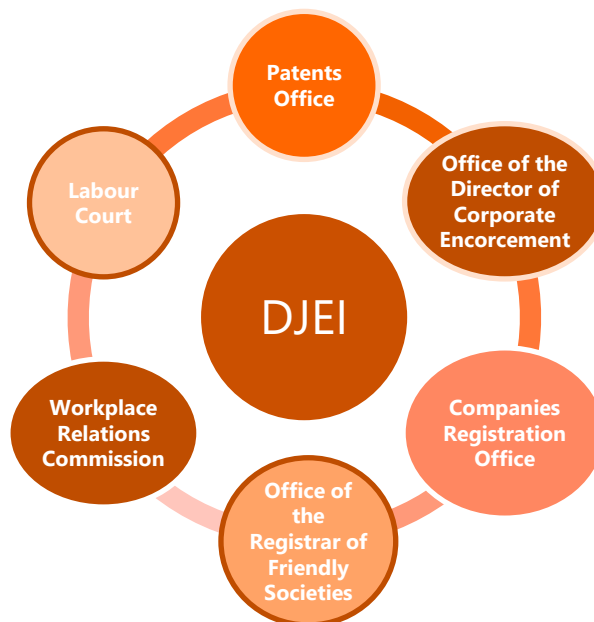 Patents
Office
Office of the
Director of
Corporate
Encorcement
Companies
Registration
Office
Office of
the
Registrar of
Friendly
Societies
Workplace
Relations
Commission
Labour
Court
DJEI